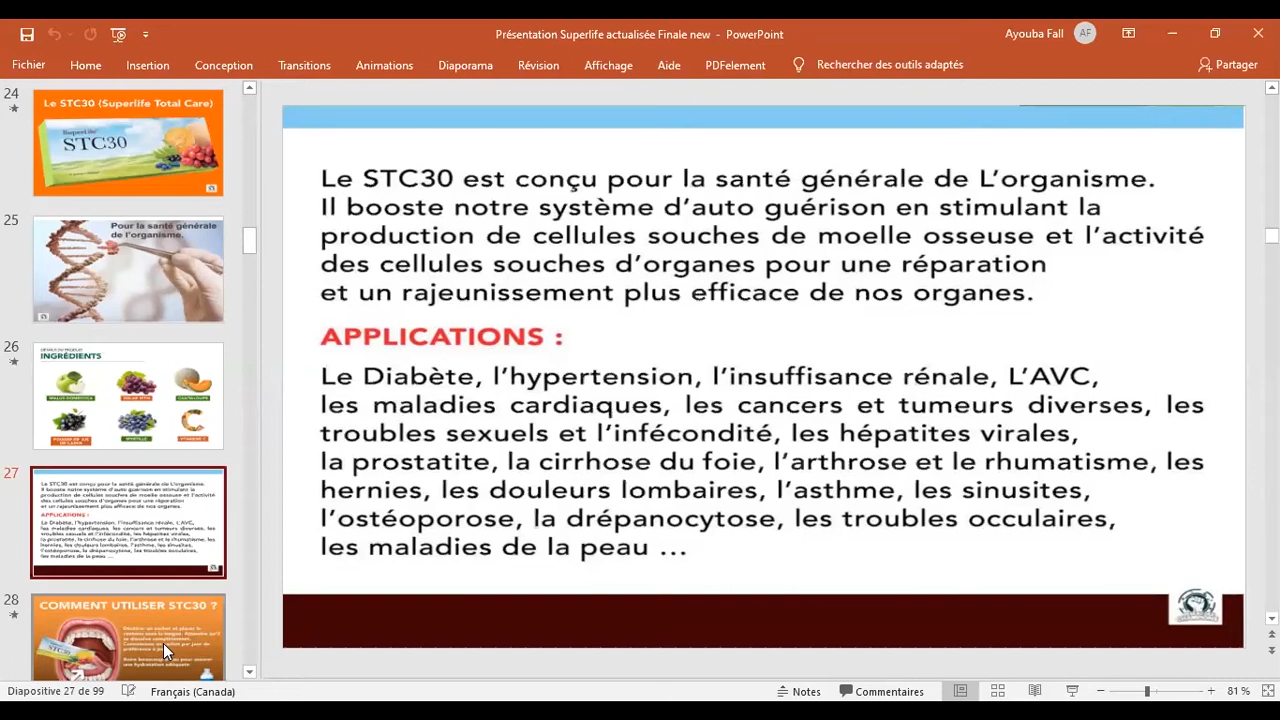 Présentation Superlife actualisée Finale new - PowerPoint
Ayouba Fall
AF
Fichier
Home
Insertion
Conception
Transitions
Animations
Diaporama
Révision
Affichage
Aide
PDFelement
Rechercher des outils adaptés
Partager
24
Le STC30 (Superlife Total Care)
SuperLife
STC30
25
Pour la santé générale
de l'organisme.
26
INGRÉDIENTS
27
28
COMMENT UTILISER STC30 ?
Le STC30 est conçu pour la santé générale de L'organisme.
Il booste notre système d'auto guérison en stimulant la
production de cellules souches de moelle osseuse et l'activité
des cellules souches d'organes pour une réparation
et un rajeunissement plus efficace de nos organes.
APPLICATIONS :
Le Diabète, l'hypertension, l'insuffisance rénale, L'AVC,
les maladies cardiaques, les cancers et tumeurs diverses, les
troubles sexuels et l'infécondité, les hépatites virales,
la prostatite, la cirrhose du foie, l'arthrose et le rhumatisme, les
hernies, les douleurs lombaires, l'asthme, les sinusites,
l'ostéoporose, la drépanocytose, les troubles occulaires,
les maladies de la peau ...
Diapositive 27 de 99
Français (Canada)
Notes
Commentaires
81 %